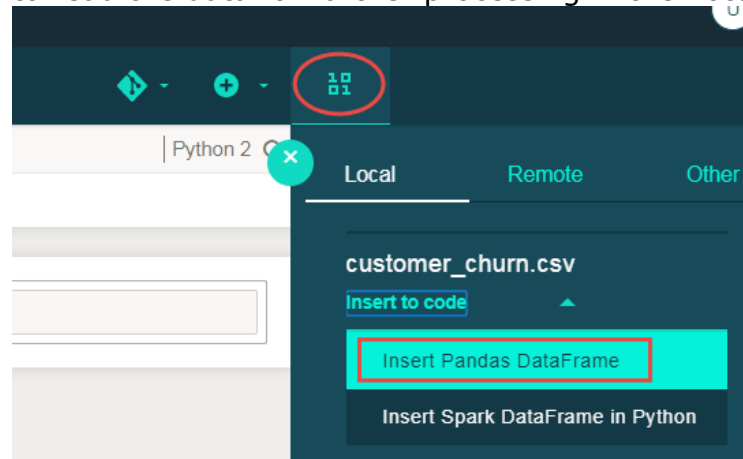 Python 2
Local Remote Other
customer_churn.csv
Insert to code
Insert Pandas DataFrame
Insert Spark DataFrame in Python